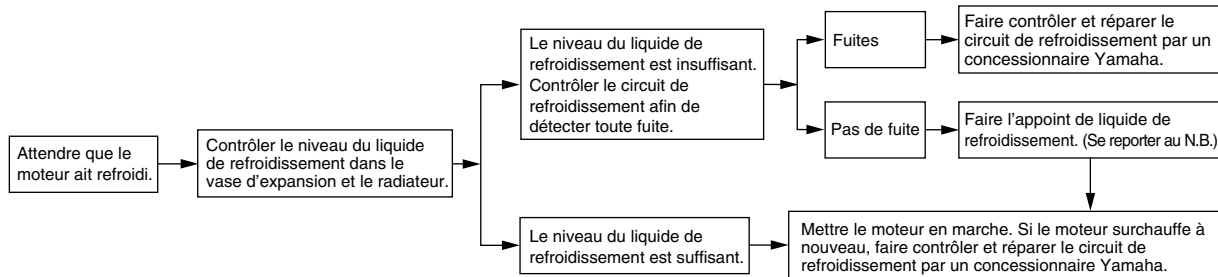 Attendre que le
moteur ait refroidi.
Contrôler le niveau du liquide
de refroidissement dans le
vase d'expansion et le radiateur.
Le niveau du liquide de
refroidissement est insuffisant.
Contrôler le circuit de
refroidissement afin de
détecter toute fuite.
Fuites
Faire contrôler et réparer le
circuit de refroidissement par un
concessionnaire Yamaha.
Pas de fuite
Faire l'appoint de liquide de
refroidissement. (Se reporter au N.B.)
Le niveau du liquide de
refroidissement est suffisant.
Mettre le moteur en marche. Si le moteur surchauffe à
nouveau, faire contrôler et réparer le circuit de
refroidissement par un concessionnaire Yamaha.